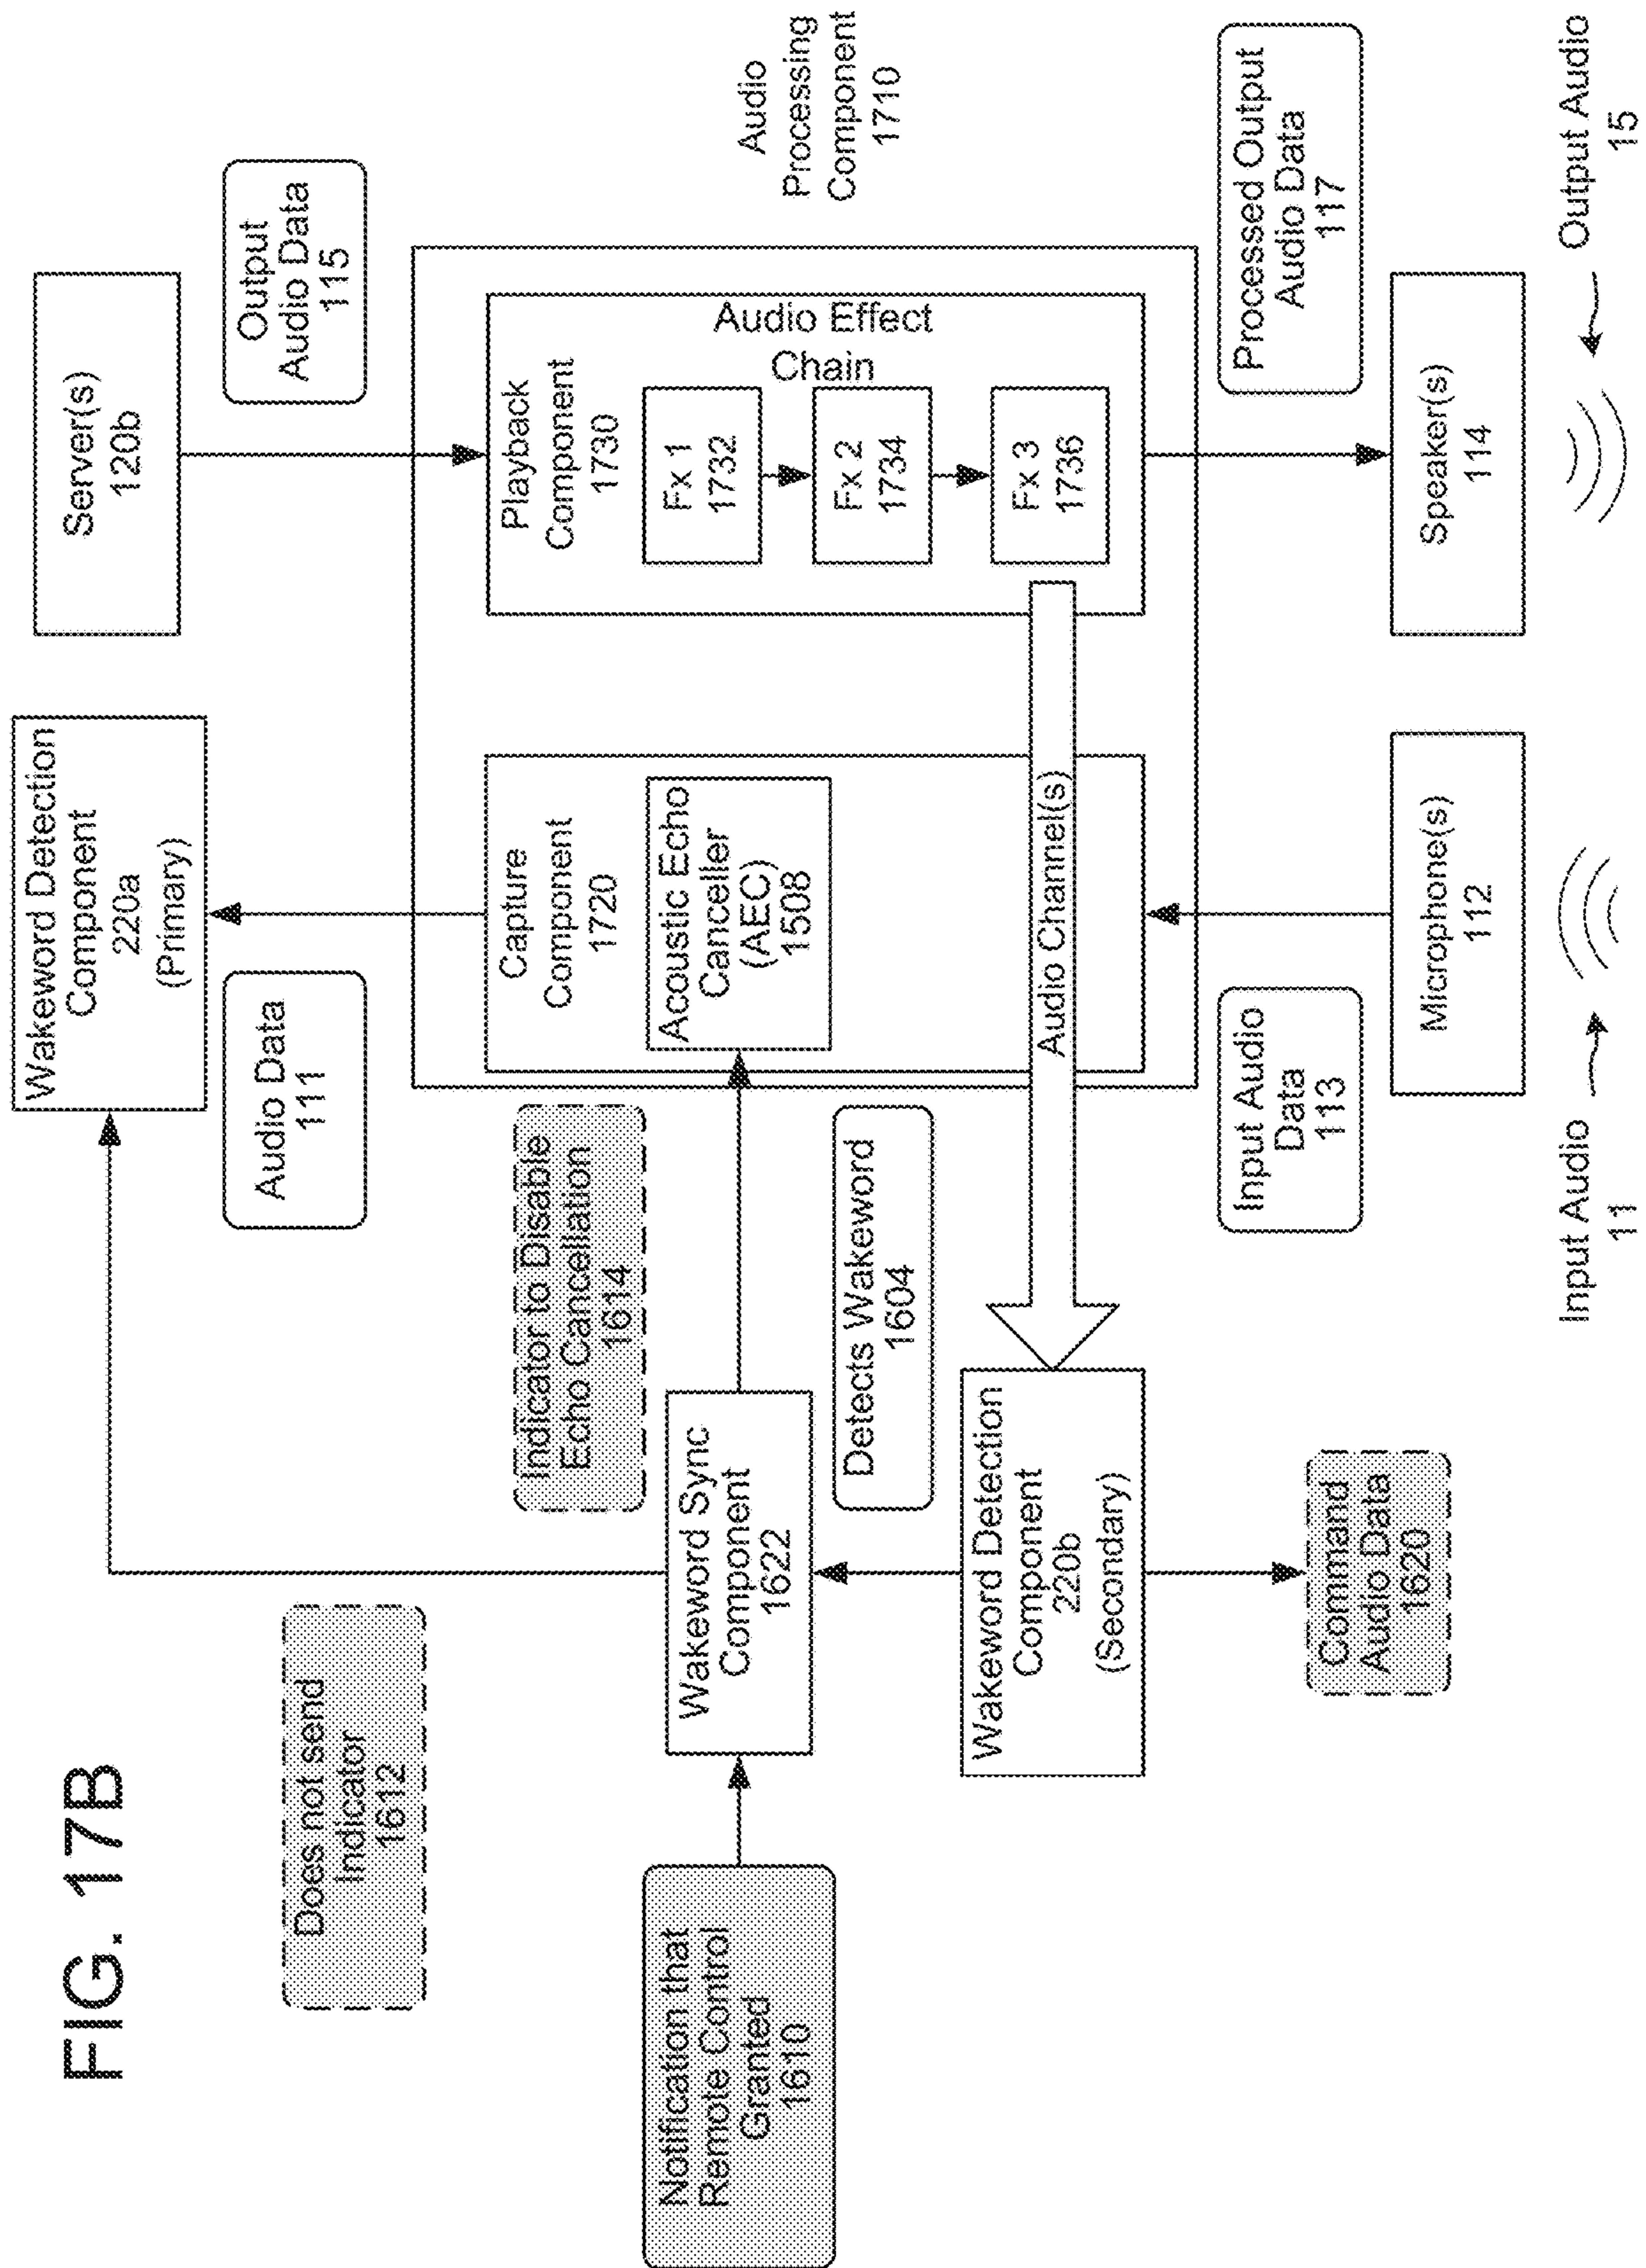 FIG. 17B
Wakeword Detection
Component
220a
(Primary)
Server(s)
120b
Does not send
Indicator
1612
Audio Data
111
Output
Audio Data
115
Notification that
Remote Control
Granted
1610
Wakeword Sync
Component
1622
Indicator to Disable
Echo Cancellation
1614
Capture
Component
1720
Acoustic Echo
Canceller
(AEC)
1508
Playback
Component
1730
Audio Effect
Chain
Fx 1
1732
Fx 2
1734
Fx 3
1736
Audio
Processing
Component
1710
Detects Wakeword
1604
Audio Channel(s)
Wakeword Detection
Component
220b
(Secondary)
Command
Audio Data
1620
Input Audio
Data
113
Processed Output
Audio Data
117
Microphone(s)
112
Speaker(s)
114
Input Audio
11
Output Audio
15